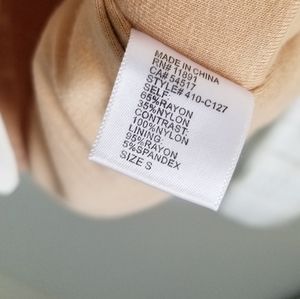 MADE IN CHINA
RN# 11891
CA# 54517
STYLE# 410-C127
SELF:
65%RAYON
35%NYLON
CONTRAST:
100%NYLON
LINING:
95%RAYON
5%SPANDEX
SIZE S